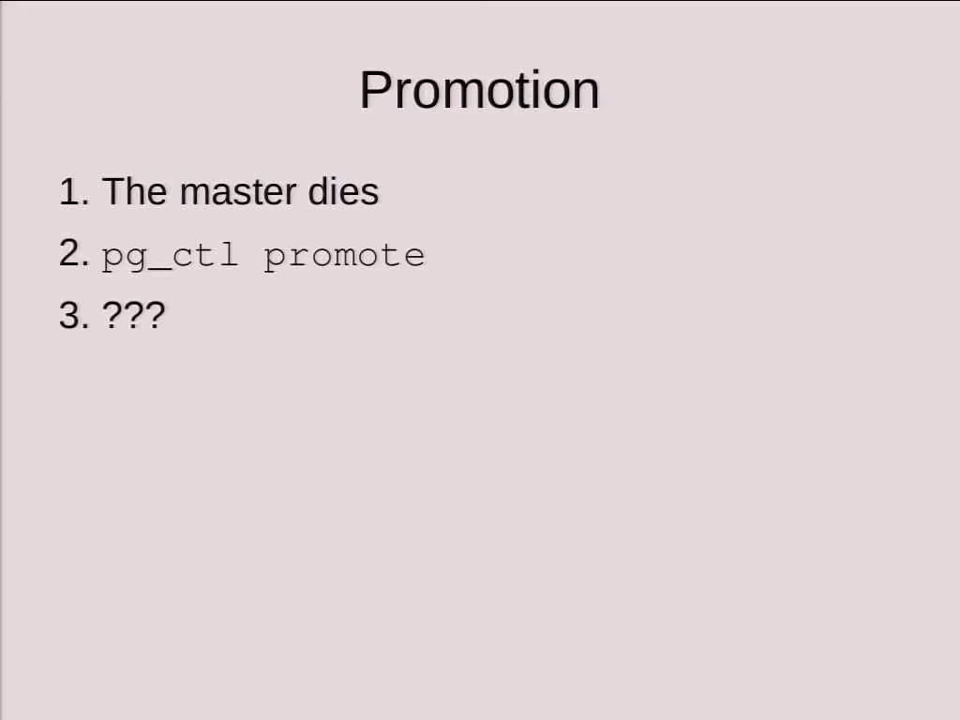 Promotion
1. The master dies
2. pg_ctl promote
3. ???